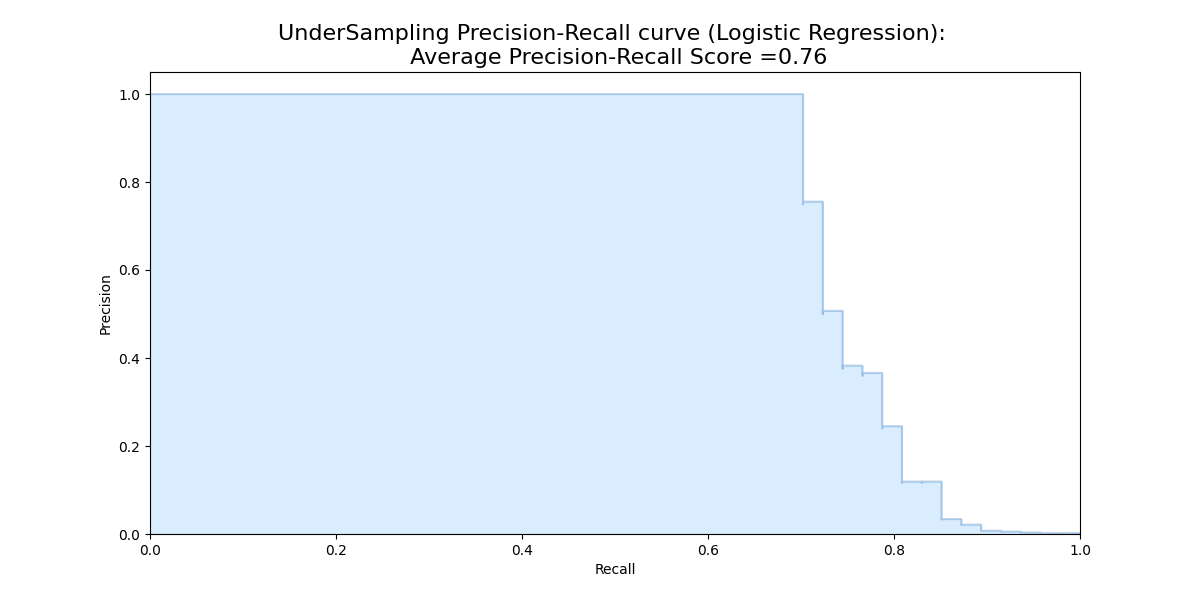 UnderSampling Precision-Recall curve (Logistic Regression):
Average Precision-Recall Score =0.76
1.0
0.8
0.6
0.4
0.2
0.0
Precision
0.0 0.2 0.4 0.6 0.8 1.0
Recall